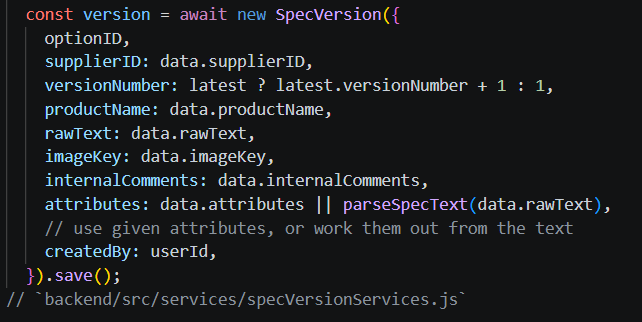 const version = await new SpecVersion({
optionID,
supplierID: data.supplierID,
versionNumber: latest ? latest.versionNumber + 1 : 1,
productName: data.productName,
rawText: data.rawText,
imageKey: data.imageKey,
internalComments: data.internalComments,
attributes: data.attributes || parseSpecText(data.rawText),
// use given attributes, or work them out from the text
createdBy: userId,
}).save();
// `backend/src/services/specVersionServices.js`